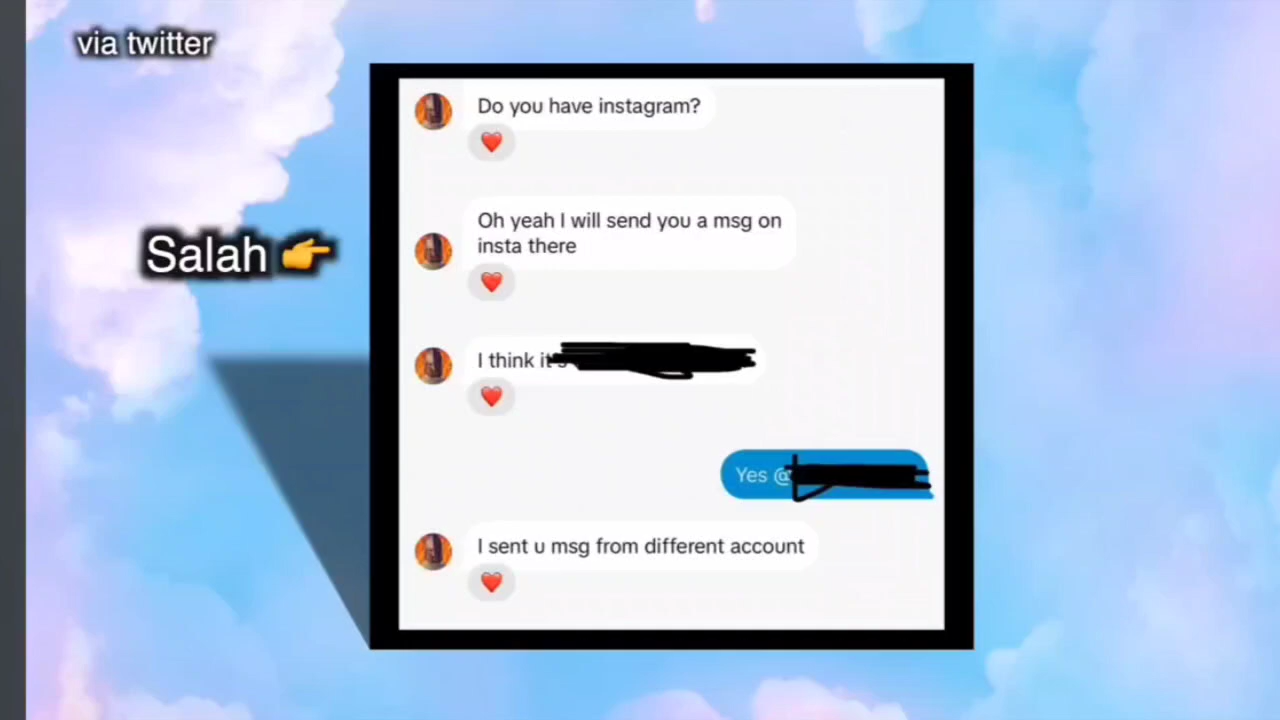 via twitter
Salah 👉
Do you have instagram?
❤️
Oh yeah I will send you a msg on
insta there
❤️
I think it's
❤️
Yes @
I sent u msg from different account
❤️